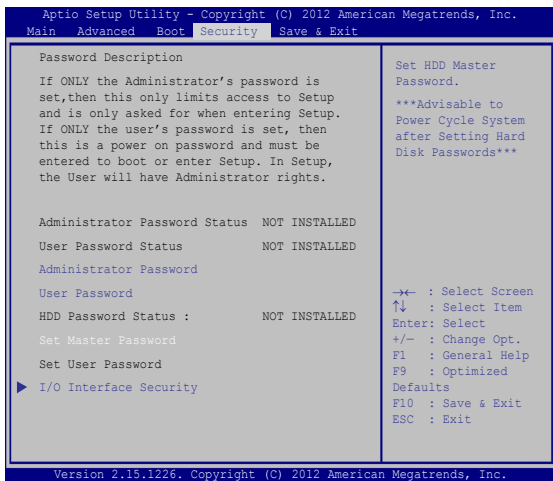 Aptio Setup Utility - Copyright (C) 2012 American Megatrends, Inc.
Main Advanced Boot Security Save & Exit
Password Description
If ONLY the Administrator's password is
set,then this only limits access to Setup
and is only asked for when entering Setup.
If ONLY the user's password is set, then
this is a power on password and must be
entered to boot or enter Setup. In Setup,
the User will have Administrator rights.
Administrator Password Status NOT INSTALLED
User Password Status NOT INSTALLED
Administrator Password
User Password
HDD Password Status : NOT INSTALLED
Set Master Password
Set User Password
I/O Interface Security
Set HDD Master
Password.
***Advisable to
Power Cycle System
after Setting Hard
Disk Passwords***
→← : Select Screen
↑↓ : Select Item
Enter: Select
+/— : Change Opt.
F1 : General Help
F9 : Optimized
Defaults
F10 : Save & Exit
ESC : Exit
Version 2.15.1226. Copyright (C) 2012 American Megatrends, Inc.